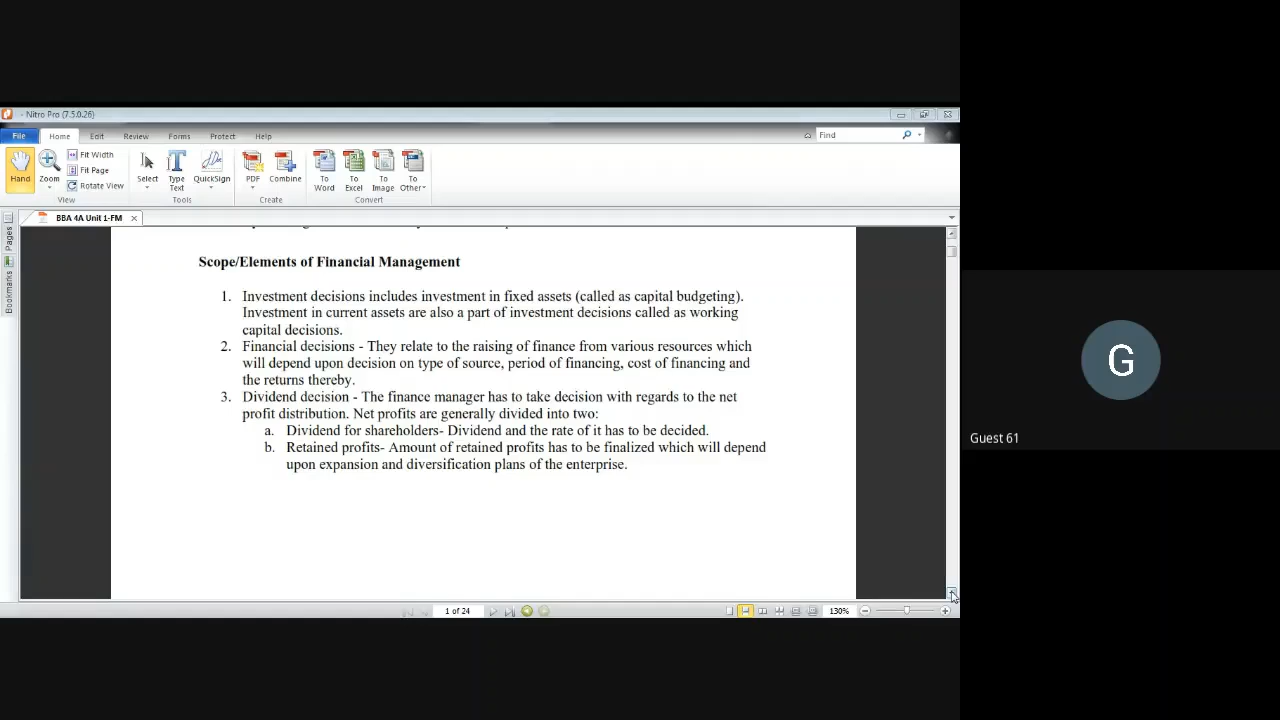 - Nitro Pro (7.5.0.26)
File Home Edit Review Forms Protect Help Find
Fit Width
Fit Page
Rotate View
Hand Zoom Select Type Text QuickSign PDF Combine To Word To Excel To Image To Other
View Tools Create Convert
BBA 4A Unit 1-FM
Pages
Bookmarks
Scope/Elements of Financial Management
1. Investment decisions includes investment in fixed assets (called as capital budgeting).
Investment in current assets are also a part of investment decisions called as working
capital decisions.
2. Financial decisions - They relate to the raising of finance from various resources which
will depend upon decision on type of source, period of financing, cost of financing and
the returns thereby.
3. Dividend decision - The finance manager has to take decision with regards to the net
profit distribution. Net profits are generally divided into two:
a. Dividend for shareholders- Dividend and the rate of it has to be decided.
b. Retained profits- Amount of retained profits has to be finalized which will depend
upon expansion and diversification plans of the enterprise.
1 of 24
130%
G
Guest 61